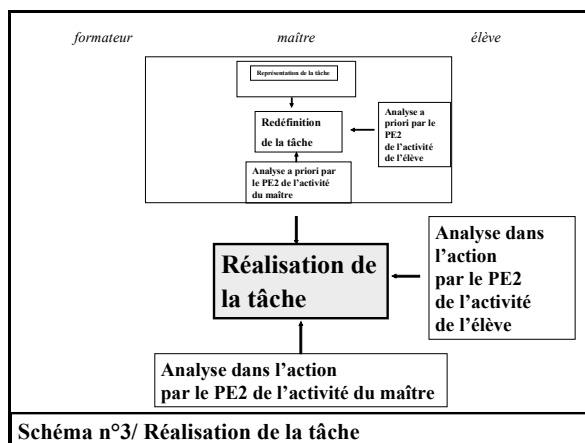 formateur maître élève
Représentation de la tâche
Redéfinition
de la tâche
Analyse a
priori par le
PE2
de l'activité
de l'élève
Analyse a priori par
le PE2 de l'activité
du maître
Réalisation de
la tâche
Analyse dans
l'action
par le PE2
de l'activité
de l'élève
Analyse dans l'action
par le PE2 de l'activité du maître
Schéma n°3/ Réalisation de la tâche